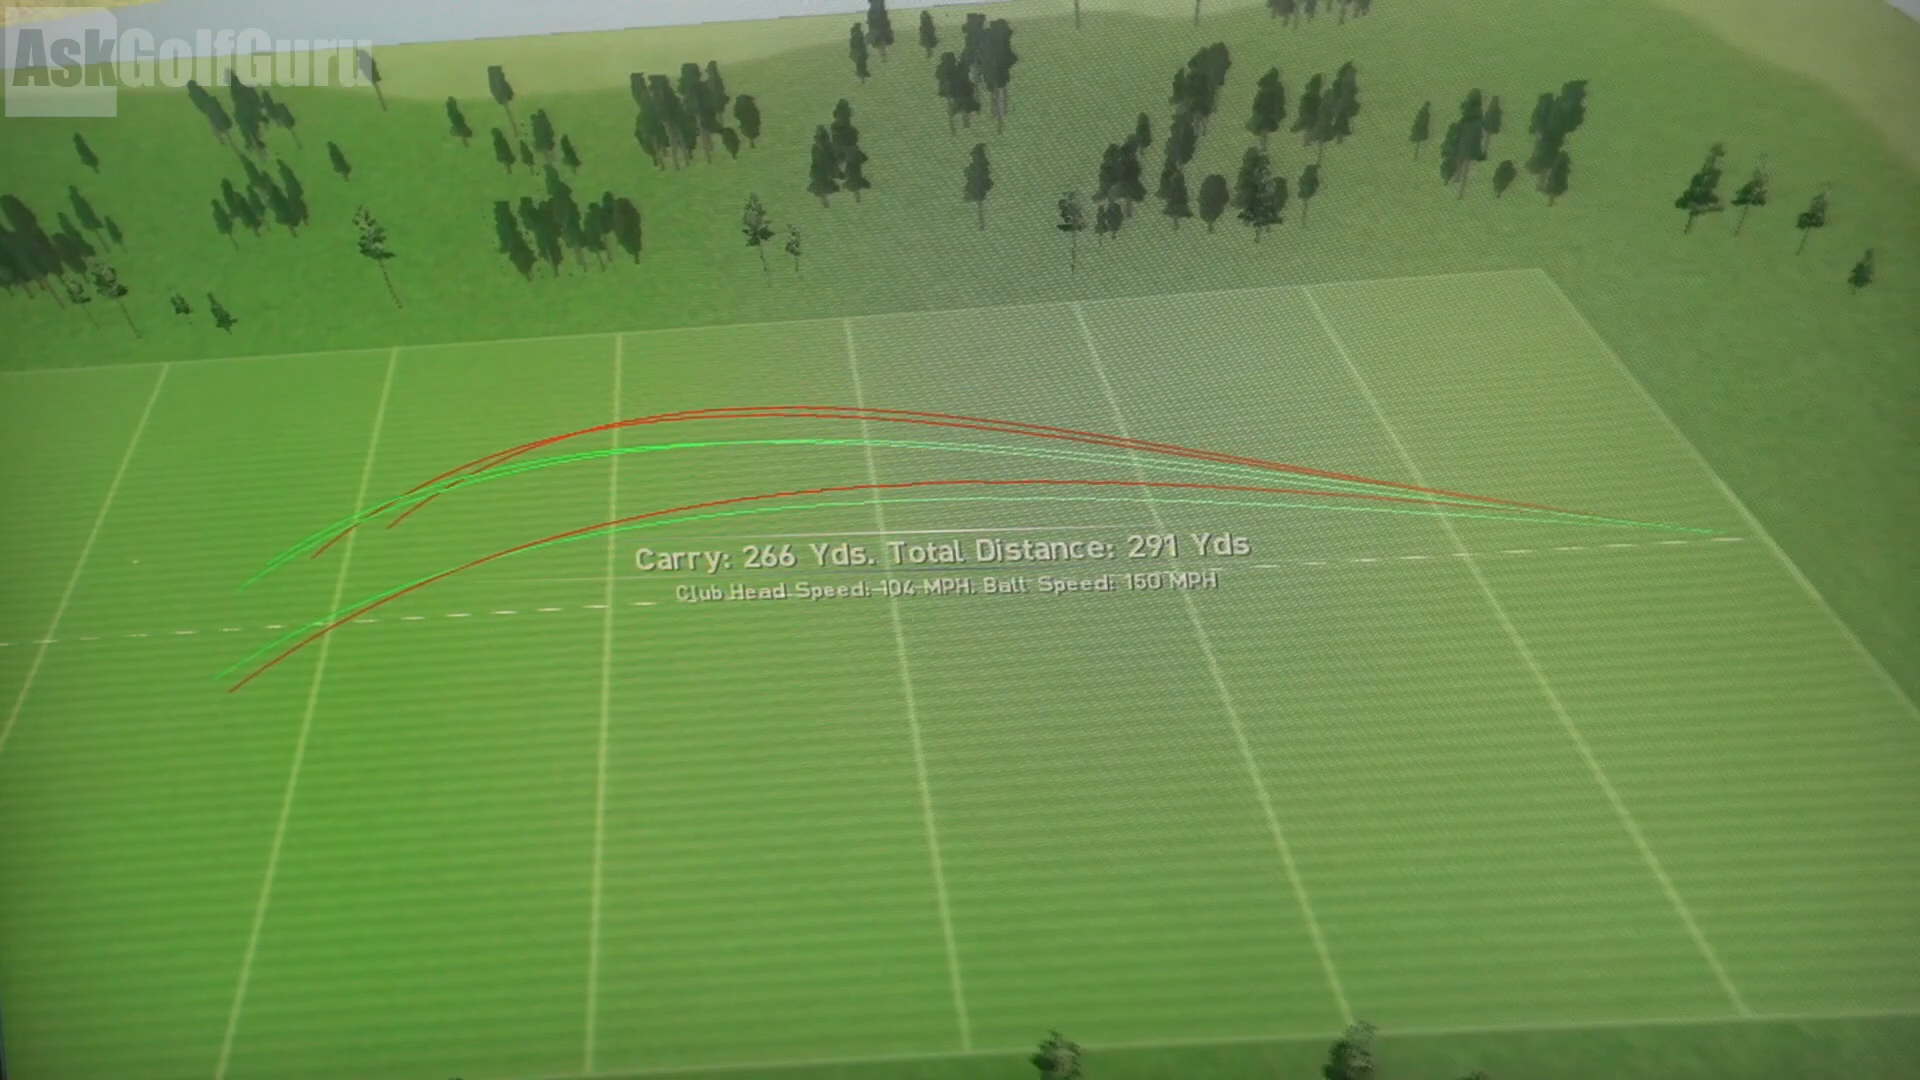 AskGolfGuru
Carry: 266 Yds. Total Distance: 291 Yds
Club Head Speed: 104 MPH. Ball Speed: 150 MPH